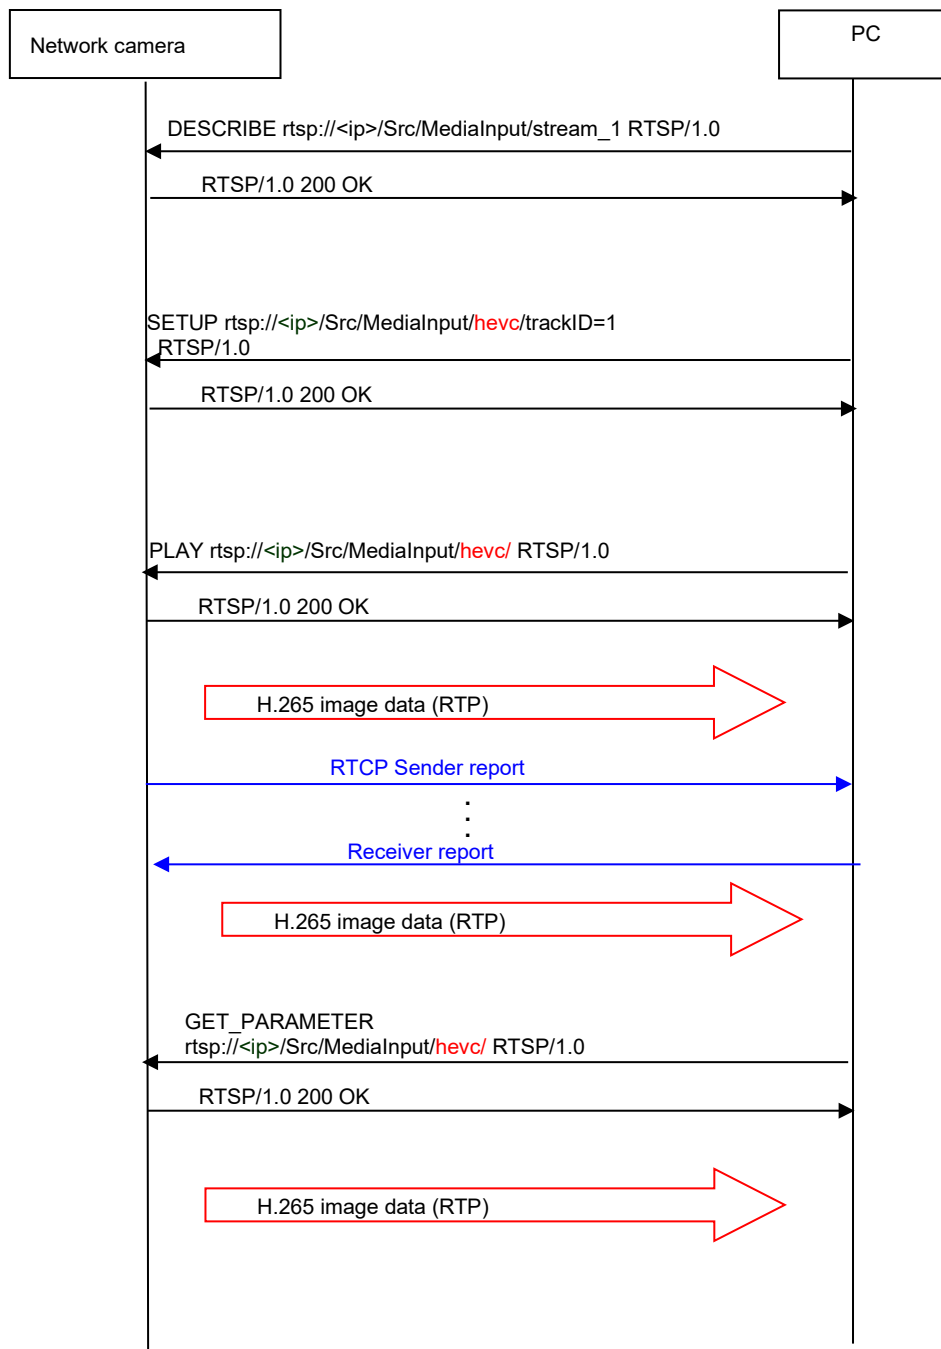 Network camera
PC
DESCRIBE rtsp://<ip>/Src/MediaInput/stream_1 RTSP/1.0
RTSP/1.0 200 OK
SETUP rtsp://<ip>/Src/MediaInput/hevc/trackID=1
RTSP/1.0
RTSP/1.0 200 OK
PLAY rtsp://<ip>/Src/MediaInput/hevc/ RTSP/1.0
RTSP/1.0 200 OK
H.265 image data (RTP)
RTCP Sender report
.
.
.
Receiver report
H.265 image data (RTP)
GET_PARAMETER
rtsp://<ip>/Src/MediaInput/hevc/ RTSP/1.0
RTSP/1.0 200 OK
H.265 image data (RTP)